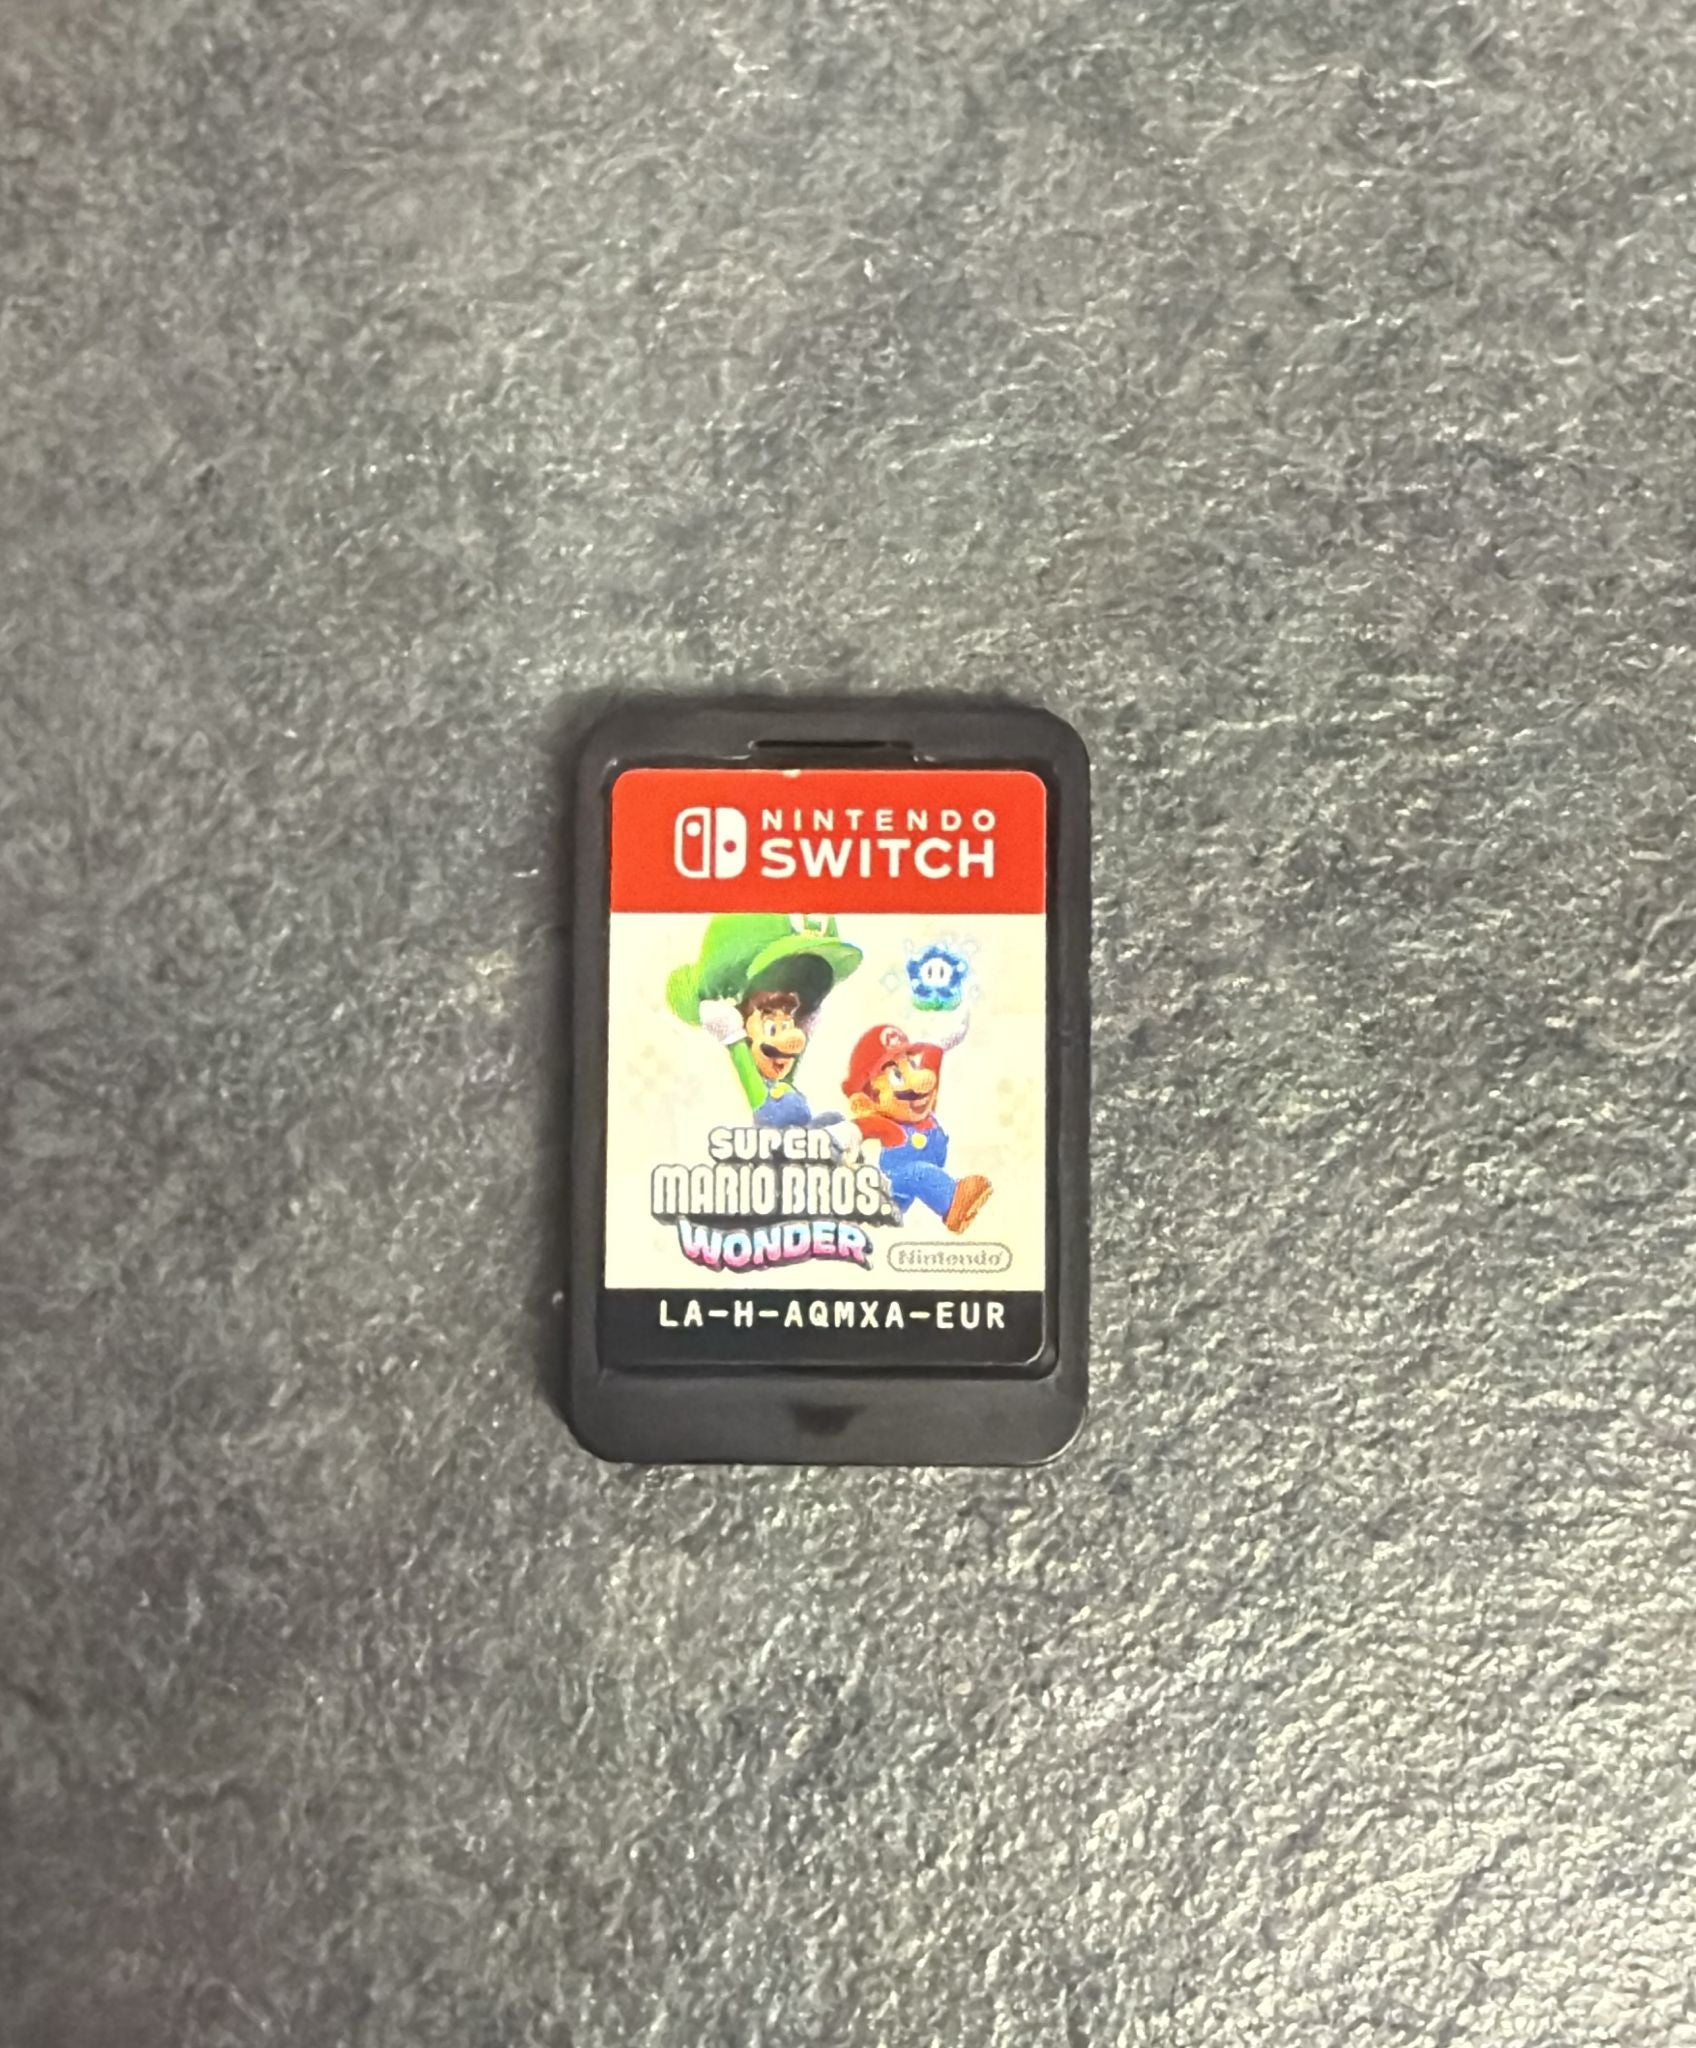 NINTENDO
SWITCH
SUPER
MARIO BROS.
WONDER
Nintendo
LA-H-AQMXA-EUR